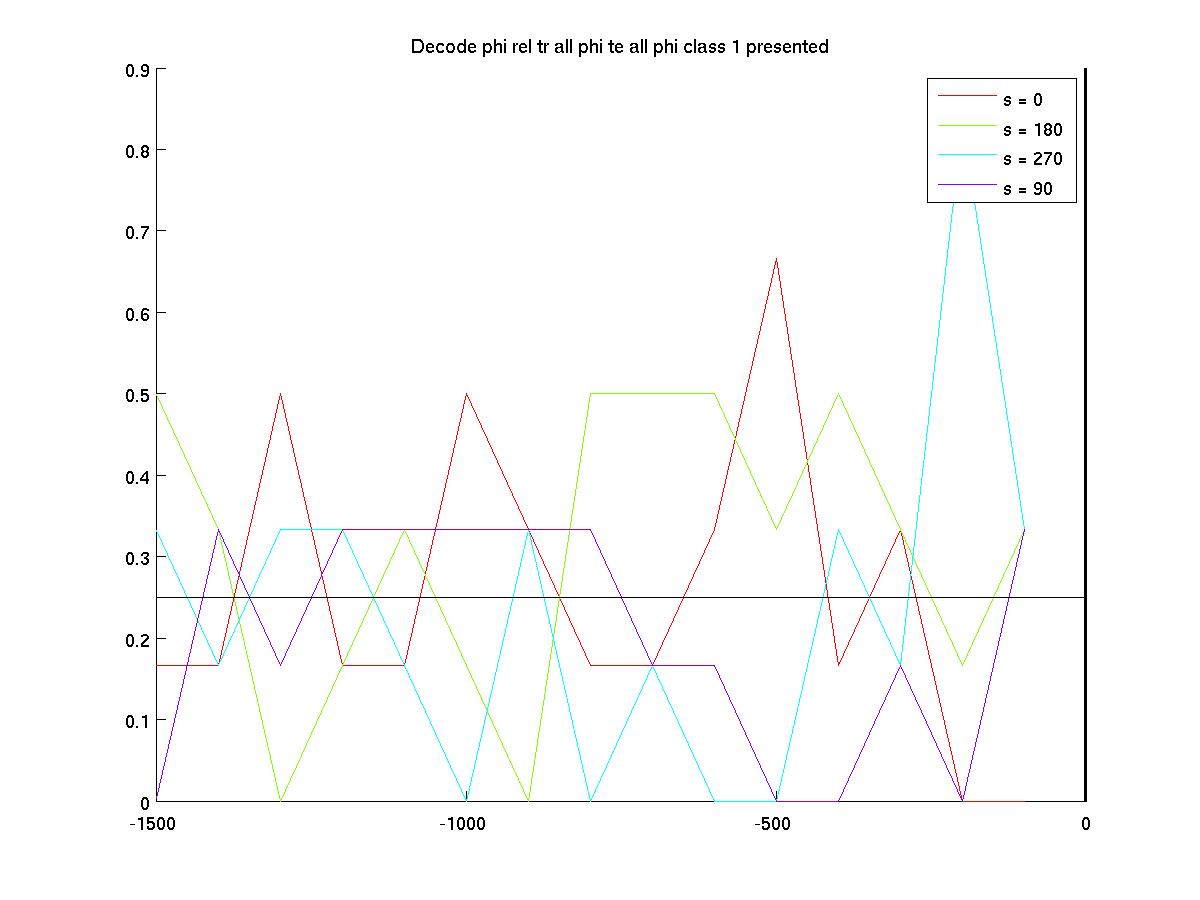 Decode phi rel tr all phi te all phi class 1 presented
0.9
0.8
0.7
0.6
0.5
0.4
0.3
0.2
0.1
0
-1500
-1000
-500
0
s = 0
s = 180
s = 270
s = 90